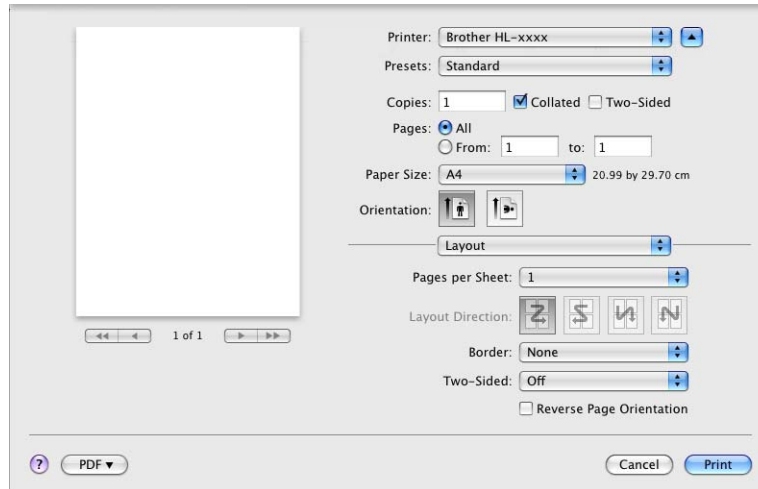 Printer: Brother HL-xxxx
Presets: Standard
Copies: 1 Collated Two-Sided
Pages: All
From: 1 to: 1
Paper Size: A4 20.99 by 29.70 cm
Orientation:
Layout
Pages per Sheet: 1
Layout Direction:
1 of 1
Border: None
Two-Sided: Off
Reverse Page Orientation
? PDF▼ Cancel Print